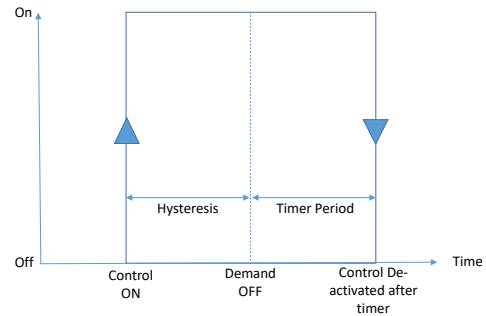 On
Hysteresis
Timer Period
Off
Time
Control
ON
Demand
OFF
Control De-
activated after
timer